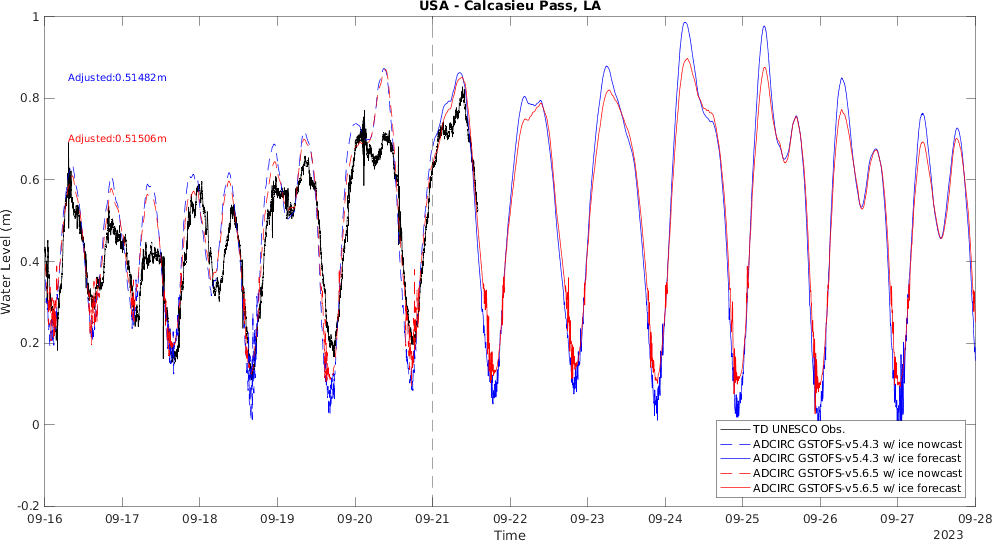 USA - Calcasieu Pass, LA
1
Adjusted:0.51482m
0.8
Adjusted:0.51506m
0.6
0.4
0.2
0
-0.2
Water Level (m)
TD UNESCO Obs.
ADCIRC GSTOFS-v5.4.3 w/ ice nowcast
ADCIRC GSTOFS-v5.4.3 w/ ice forecast
ADCIRC GSTOFS-v5.6.5 w/ ice nowcast
ADCIRC GSTOFS-v5.6.5 w/ ice forecast
09-16 09-17 09-18 09-19 09-20 09-21 09-22 09-23 09-24 09-25 09-26 09-27 09-28
Time
2023